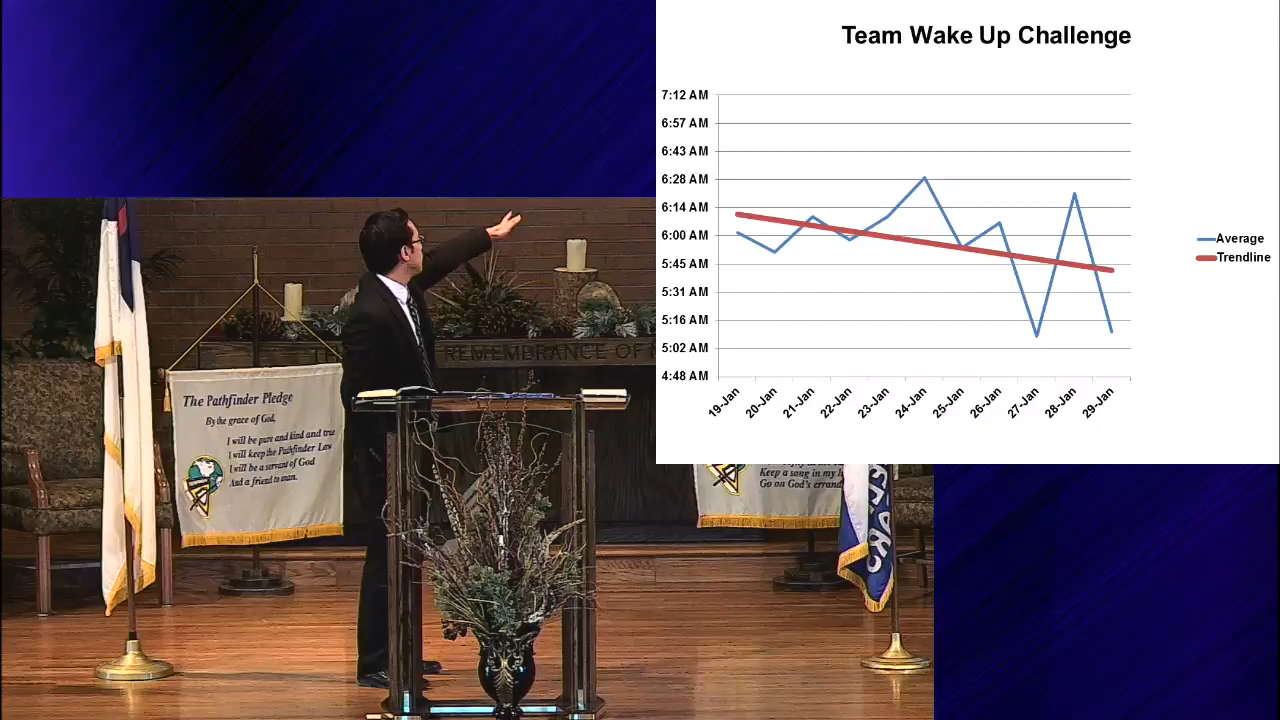 Team Wake Up Challenge
7:12 AM
6:57 AM
6:43 AM
6:28 AM
6:14 AM
6:00 AM
5:45 AM
5:31 AM
5:16 AM
5:02 AM
4:48 AM
19-Jan
20-Jan
21-Jan
22-Jan
23-Jan
24-Jan
25-Jan
26-Jan
27-Jan
28-Jan
29-Jan
Average
Trendline
REMEMBRANCE OF
The Pathfinder Pledge
By the grace of God,
I will be pure and kind and true
I will keep the Pathfinder Law
I will be a servant of God
And a friend to man.
Keep a song in my
Go on God's errand